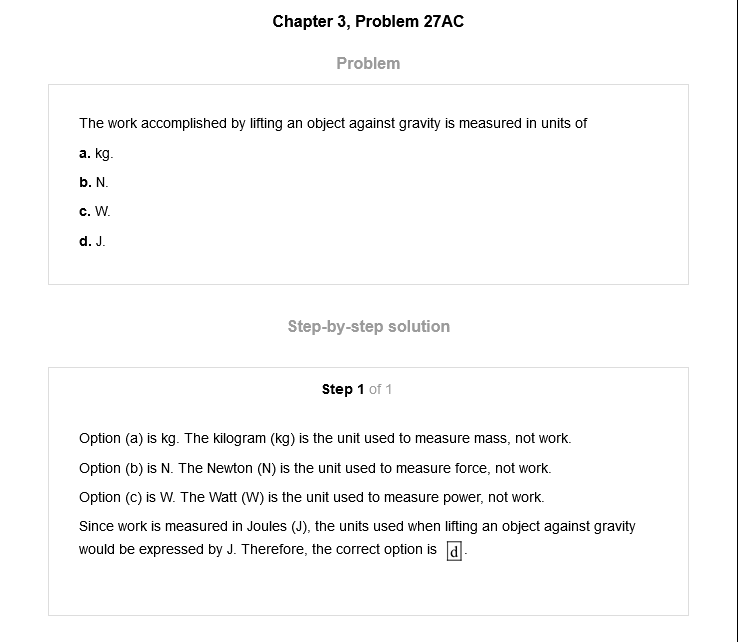 Chapter 3, Problem 27AC
Problem
The work accomplished by lifting an object against gravity is measured in units of
a. kg.
b. N.
c. W.
d. J.
Step-by-step solution
Step 1 of 1
Option (a) is kg. The kilogram (kg) is the unit used to measure mass, not work.
Option (b) is N. The Newton (N) is the unit used to measure force, not work.
Option (c) is W. The Watt (W) is the unit used to measure power, not work.
Since work is measured in Joules (J), the units used when lifting an object against gravity
would be expressed by J. Therefore, the correct option is d.